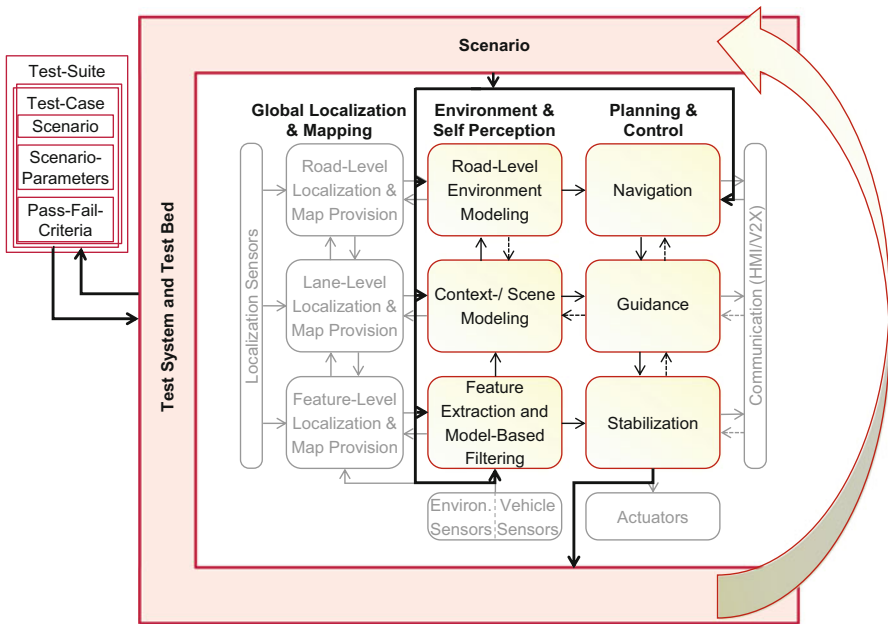 Scenario
Test-Suite
Test-Case
Scenario
Scenario-
Parameters
Pass-Fail-
Criteria
Test System and Test Bed
Global Localization
& Mapping
Environment &
Self Perception
Planning &
Control
Localization Sensors
Road-Level
Localization &
Map Provision
Road-Level
Environment
Modeling
Navigation
Lane-Level
Localization &
Map Provision
Context-/ Scene
Modeling
Guidance
Feature-Level
Localization &
Map Provision
Feature
Extraction and
Model-Based
Filtering
Stabilization
Communication (HMI/V2X)
Environ.
Sensors
Vehicle
Sensors
Actuators